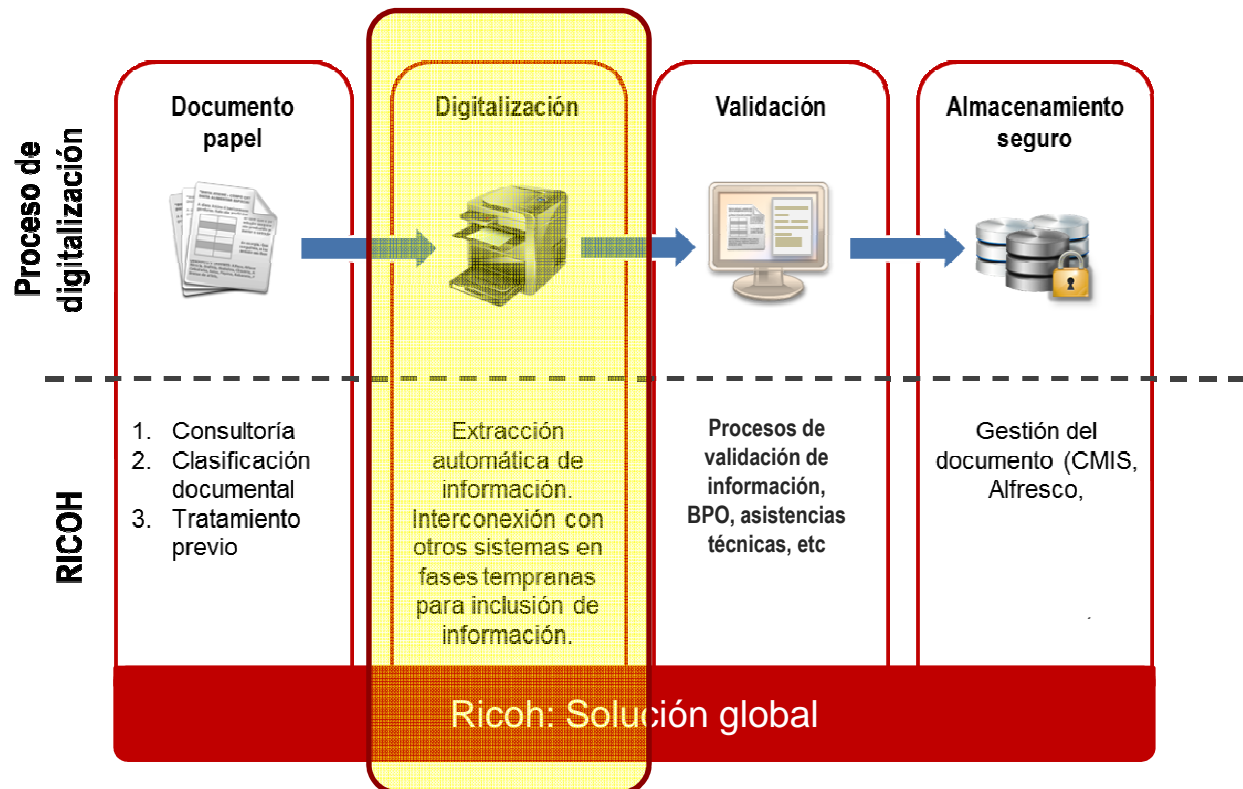 Proceso de
digitalización
Documento
papel
Digitalización
Validación
Almacenamiento
seguro
RICOH
1. Consultoría
2. Clasificación
documental
3. Tratamiento
previo
Extracción
automática de
información.
Interconexión con
otros sistemas en
fases tempranas
para inclusión de
información.
Procesos de
validación de
información,
BPO, asistencias
técnicas, etc
Gestión del
documento (CMIS,
Alfresco,
.
Ricoh: Solución global